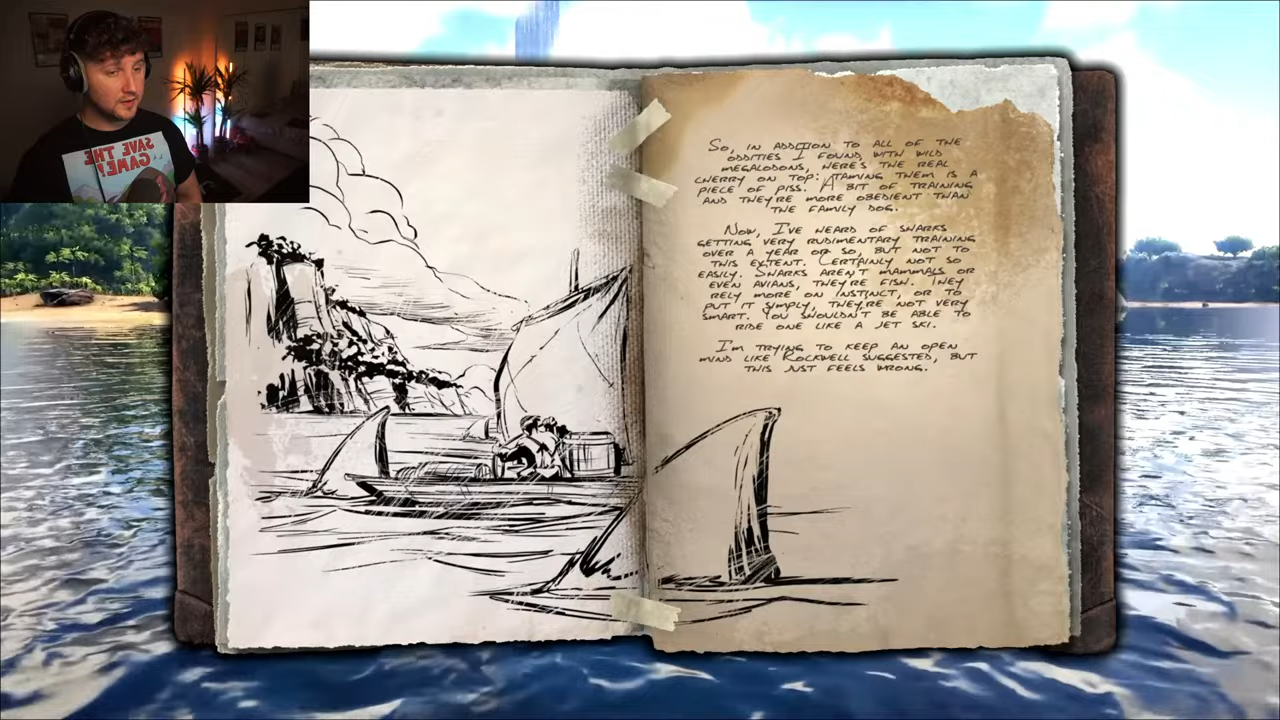 SAVE THE
GAME!
SO, IN ADDITION TO ALL OF THE
ODDITIES I FOUND WITH WILD
MEGALODONS, HERE'S THE REAL
CHERRY ON TOP: TAMING THEM IS A
PIECE OF PISS. A BIT OF TRAINING
AND THEY'RE MORE OBEDIENT THAN
THE FAMILY DOG.
NOW, I'VE HEARD OF SHARKS
GETTING VERY RUDIMENTARY TRAINING
OVER A YEAR OR SO, BUT NOT TO
THIS EXTENT. CERTAINLY NOT SO
EASILY. SHARKS AREN'T MAMMALS OR
EVEN AVIANS, THEY'RE FISH. THEY
RELY MORE ON INSTINCT, OR TO
PUT IT SIMPLY, THEY'RE NOT VERY
SMART. YOU SHOULDN'T BE ABLE TO
RIDE ONE LIKE A JET SKI.
I'M TRYING TO KEEP AN OPEN
MIND LIKE ROCKWELL SUGGESTED, BUT
THIS JUST FEELS WRONG.